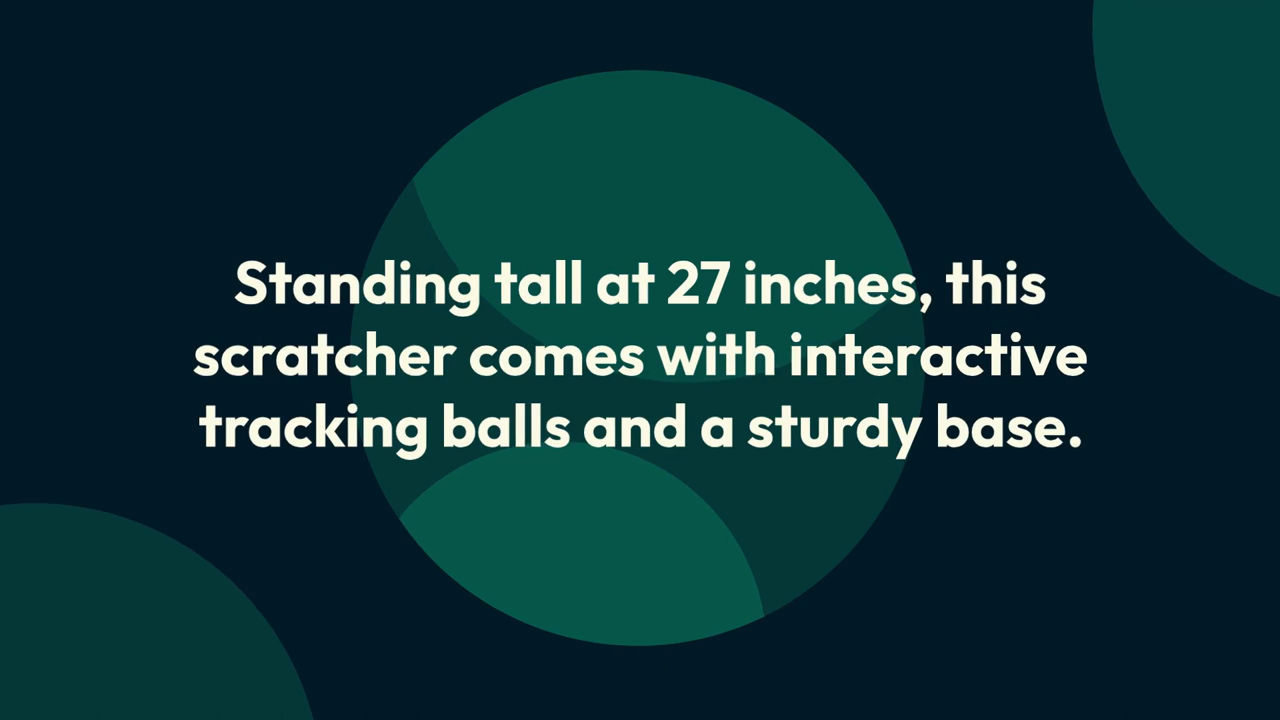 Standing tall at 27 inches, this
scratcher comes with interactive
tracking balls and a sturdy base.